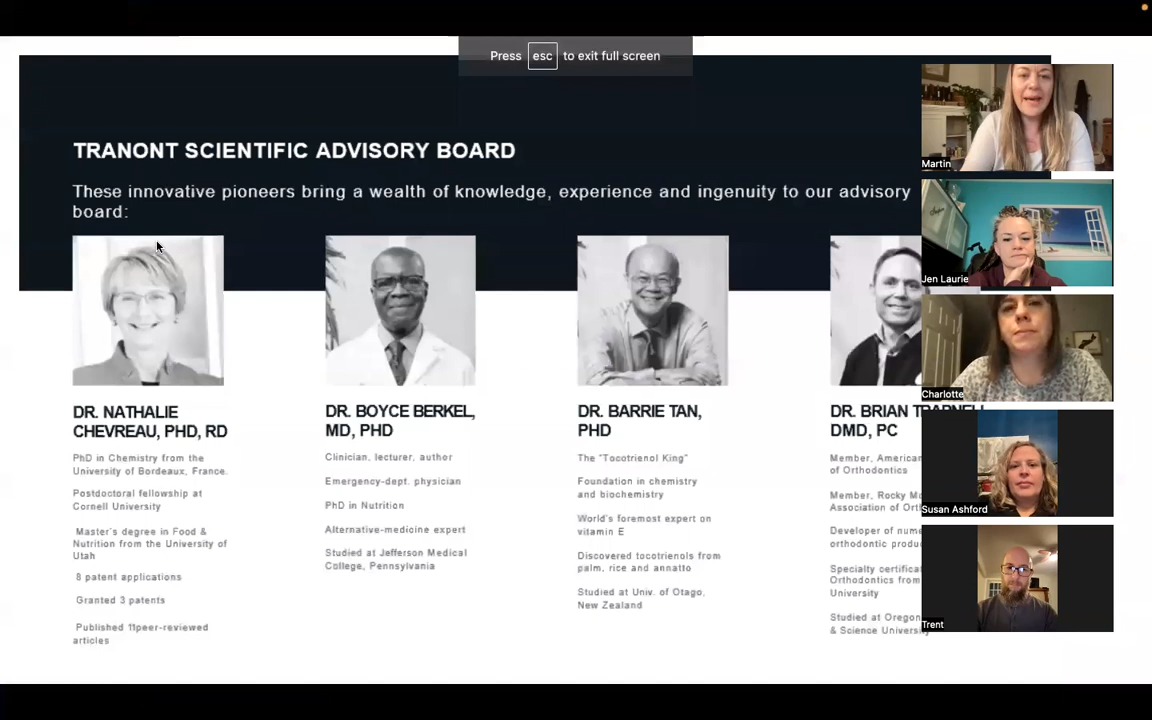 Press esc to exit full screen
TRANONT SCIENTIFIC ADVISORY BOARD
These innovative pioneers bring a wealth of knowledge, experience and ingenuity to our advisory
board:
DR. NATHALIE
CHEVREAU, PHD, RD
PhD in Chemistry from the
University of Bordeaux, France.
Postdoctoral fellowship at
Cornell University
Master's degree in Food &
Nutrition from the University of
Utah
8 patent applications
Granted 3 patents
Published 11peer-reviewed
articles
DR. BOYCE BERKEL,
MD, PHD
Clinician, lecturer, author
Emergency-dept. physician
PhD in Nutrition
Alternative-medicine expert
Studied at Jefferson Medical
College, Pennsylvania
DR. BARRIE TAN,
PHD
The "Tocotrienol King"
Foundation in chemistry
and biochemistry
World's foremost expert on
vitamin E
Discovered tocotrienols from
palm, rice and annatto
Studied at Univ. of Otago,
New Zealand
DR. BRIAN
DMD, PC
Member, American
of Orthodontics
Member, Rocky
Association of
Developer of
orthodontic
Specialty
Orthodontics from
University
Studied at Oregon
& Science University
Martin
Jen Laurie
Charlotte
Susan Ashford
Trent